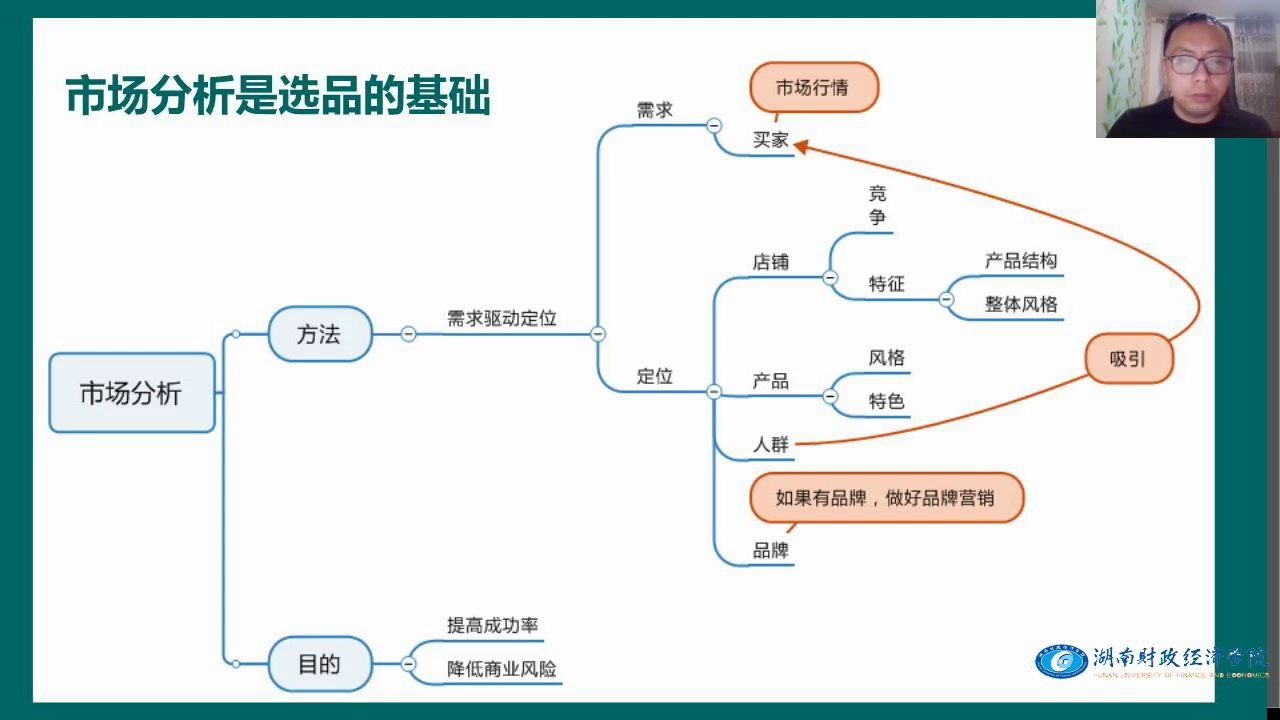 市场分析是选品的基础
市场行情
需求
买家
竞
争
店铺
产品结构
特征
整体风格
需求驱动定位
方法
吸引
风格
定位
产品
市场分析
特色
人群
如果有品牌，做好品牌营销
品牌
提高成功率
目的
降低商业风险
湖南财政经济学院
HUNAN UNIVERSITY OF FINANCE AND ECONOMICS